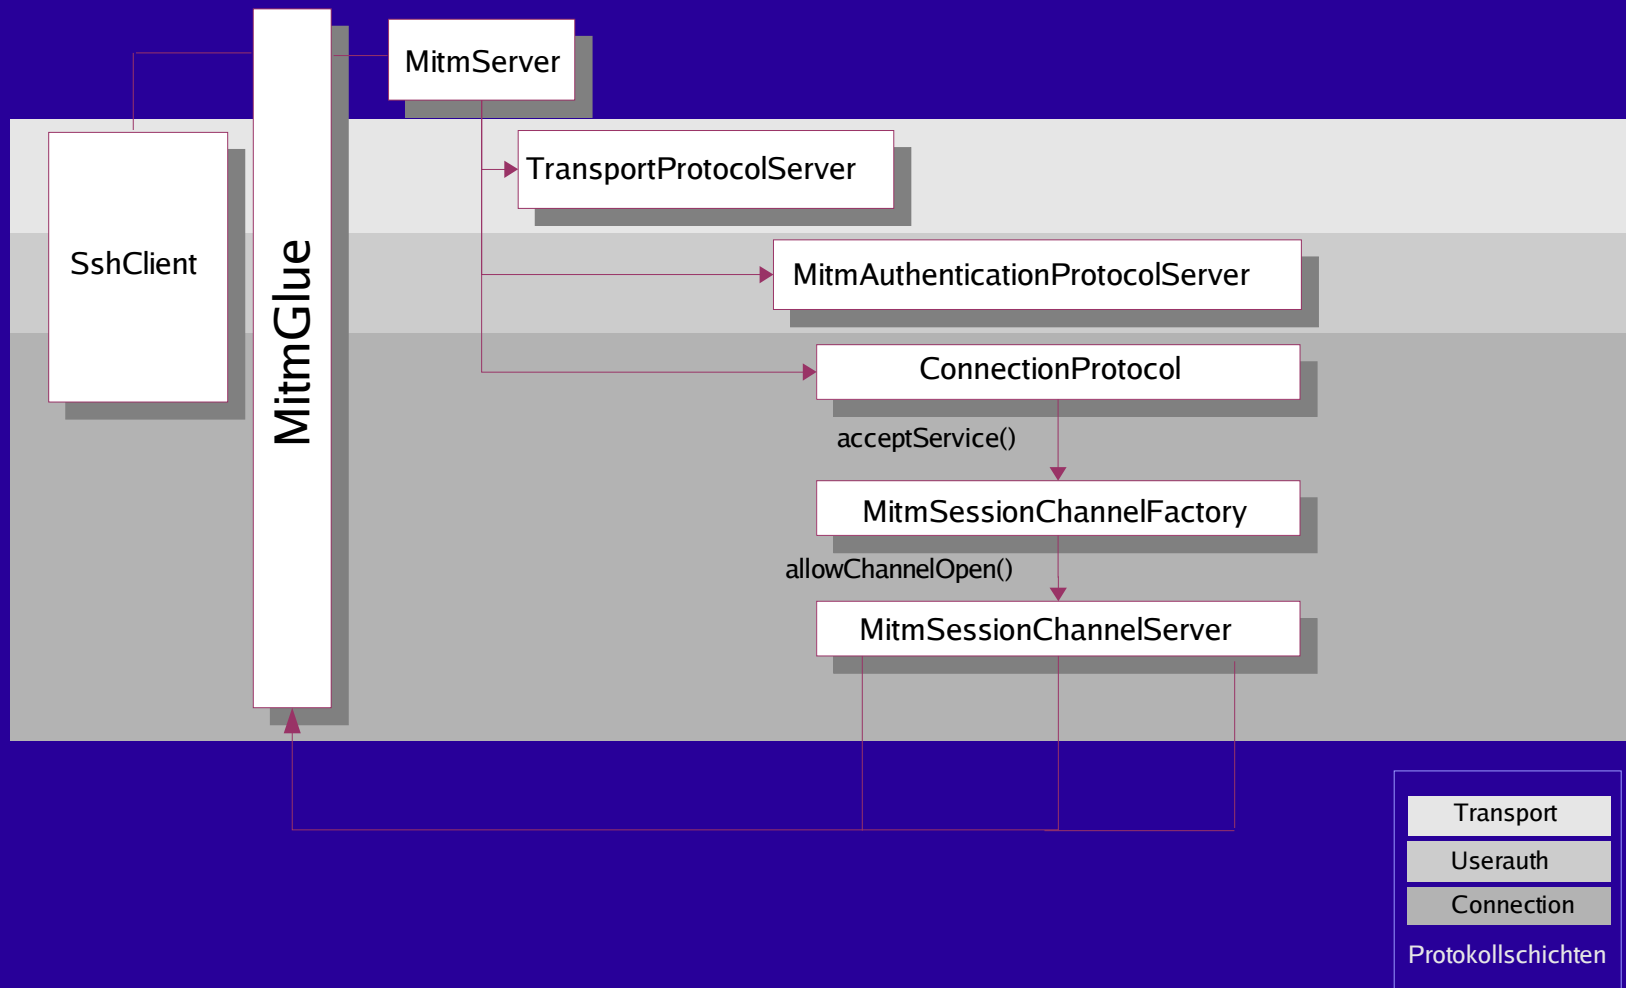 MitmServer
TransportProtocolServer
SshClient
MitmGlue
MitmAuthenticationProtocolServer
ConnectionProtocol
acceptService()
MitmSessionChannelFactory
allowChannelOpen()
MitmSessionChannelServer
Transport
Userauth
Connection
Protokollschichten